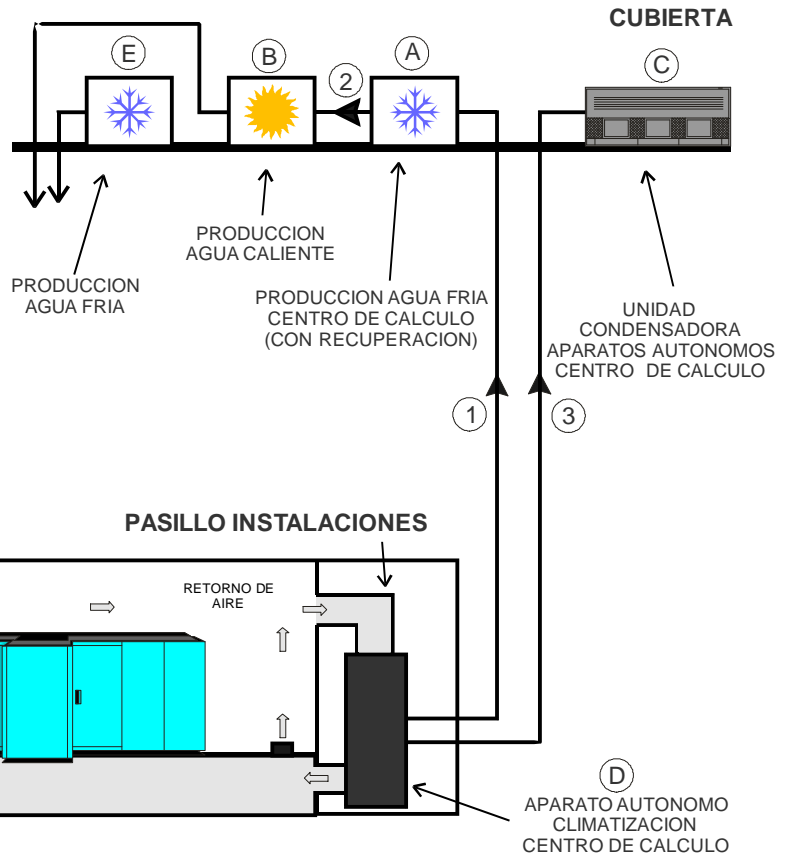 CUBIERTA
E
B
A
C
2
PRODUCCION
AGUA FRIA
PRODUCCION
AGUA CALIENTE
PRODUCCION AGUA FRIA
CENTRO DE CALCULO
(CON RECUPERACION)
UNIDAD
CONDENSADORA
APARATOS AUTONOMOS
CENTRO DE CALCULO
1
3
PASILLO INSTALACIONES
RETORNO DE
AIRE
D
APARATO AUTONOMO
CLIMATIZACION
CENTRO DE CALCULO